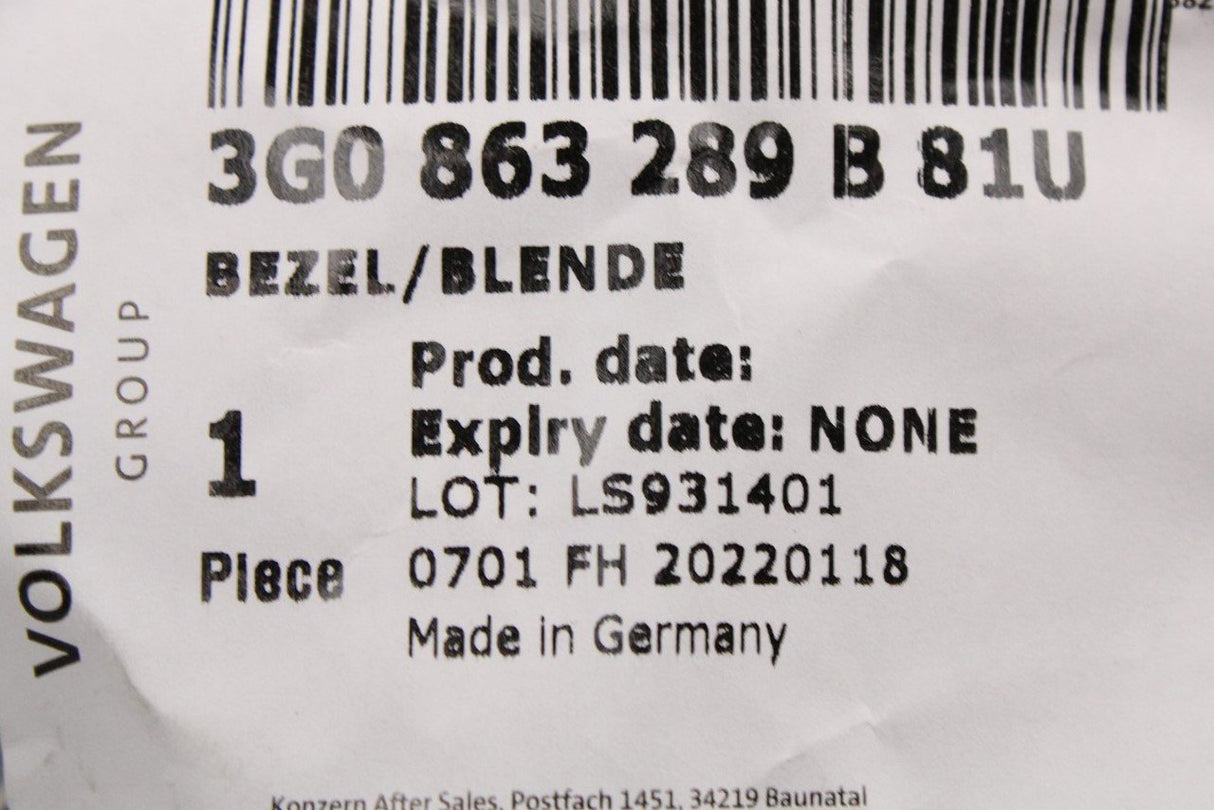 3G0 863 289 B 81U
BEZEL/BLENDE
Prod. date:
Expiry date: NONE
LOT: LS931401
1
Piece
0701 FH 20220118
Made in Germany
VOLKSWAGEN
GROUP
Konzern After Sales, Postfach 1451, 34219 Baunatal